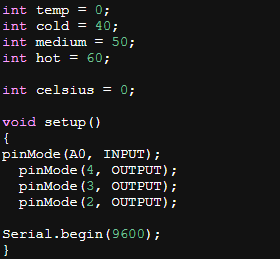 int temp = 0;
int cold = 40;
int medium = 50;
int hot = 60;

int celsius = 0;

void setup()
{
pinMode(A0, INPUT);
  pinMode(4, OUTPUT);
  pinMode(3, OUTPUT);
  pinMode(2, OUTPUT);

Serial.begin(9600);
}